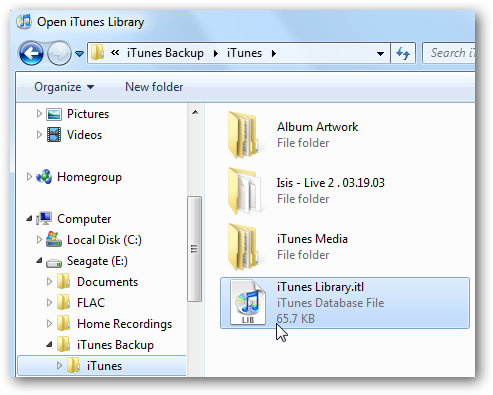 Open iTunes Library
« iTunes Backup iTunes
Search iT
Organize New folder
Pictures
Videos
Homegroup
Computer
Local Disk (C:)
Seagate (E:)
Documents
FLAC
Home Recordings
iTunes Backup
iTunes
Album Artwork
File folder
Isis - Live 2 . 03.19.03
File folder
iTunes Media
File folder
LIB
iTunes Library.itl
iTunes Database File
65.7 KB